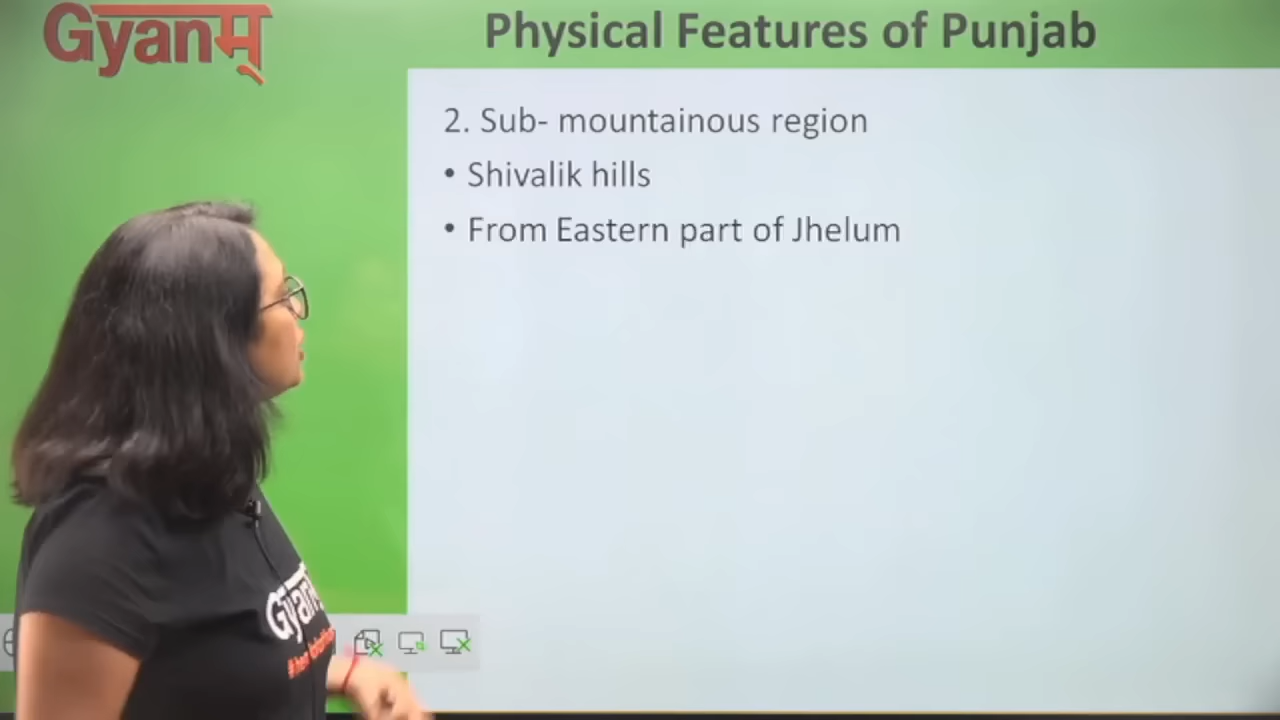 Gyanम्
Physical Features of Punjab
2. Sub- mountainous region
• Shivalik hills
• From Eastern part of Jhelum